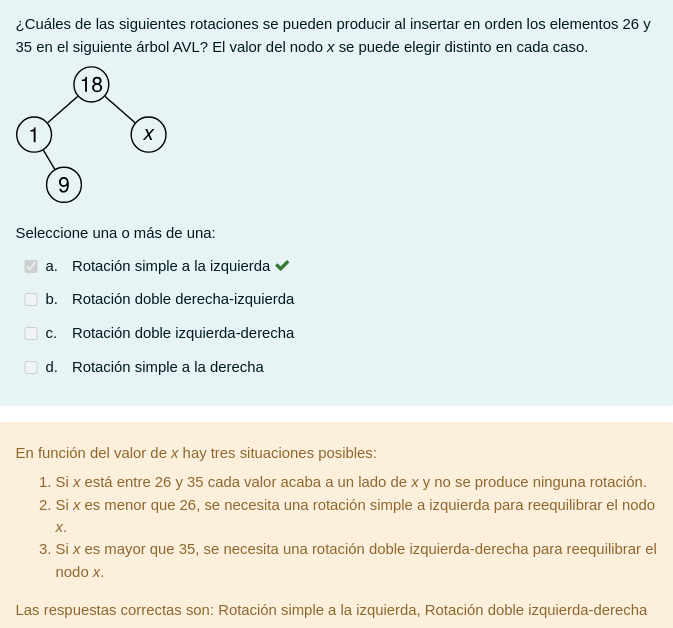 ¿Cuáles de las siguientes rotaciones se pueden producir al insertar en orden los elementos 26 y
35 en el siguiente árbol AVL? El valor del nodo x se puede elegir distinto en cada caso.
18
1
x
9
Seleccione una o más de una:
a. Rotación simple a la izquierda
b. Rotación doble derecha-izquierda
c. Rotación doble izquierda-derecha
d. Rotación simple a la derecha
En función del valor de x hay tres situaciones posibles:
1. Si x está entre 26 y 35 cada valor acaba a un lado de x y no se produce ninguna rotación.
2. Si x es menor que 26, se necesita una rotación simple a izquierda para reequilibrar el nodo
x.
3. Si x es mayor que 35, se necesita una rotación doble izquierda-derecha para reequilibrar el
nodo x.
Las respuestas correctas son: Rotación simple a la izquierda, Rotación doble izquierda-derecha